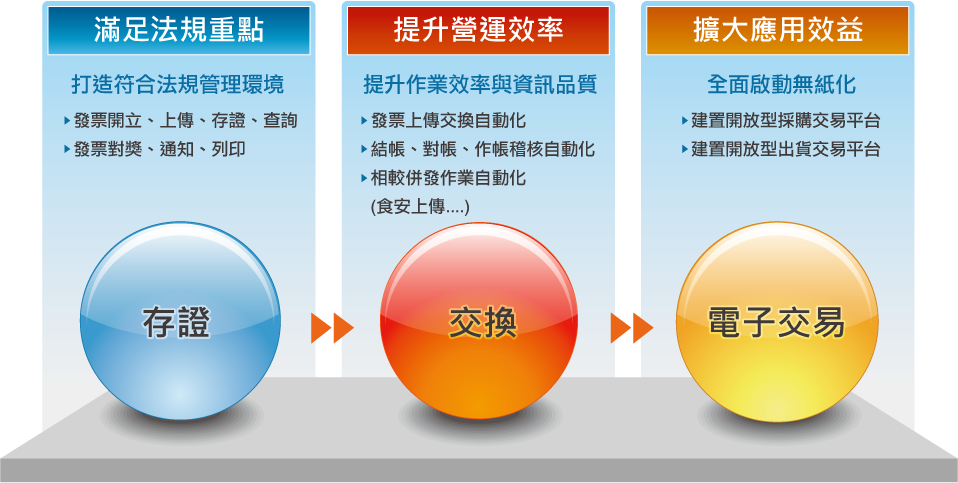 滿足法規重點
打造符合法規管理環境
發票開立、上傳、存證、查詢
發票對獎、通知、列印
存證
提升營運效率
提升作業效率與資訊品質
發票上傳交換自動化
結帳、對帳、作帳稽核自動化
相較併發作業自動化
(食安上傳....)
交換
擴大應用效益
全面啟動無紙化
建置開放型採購交易平台
建置開放型出貨交易平台
電子交易